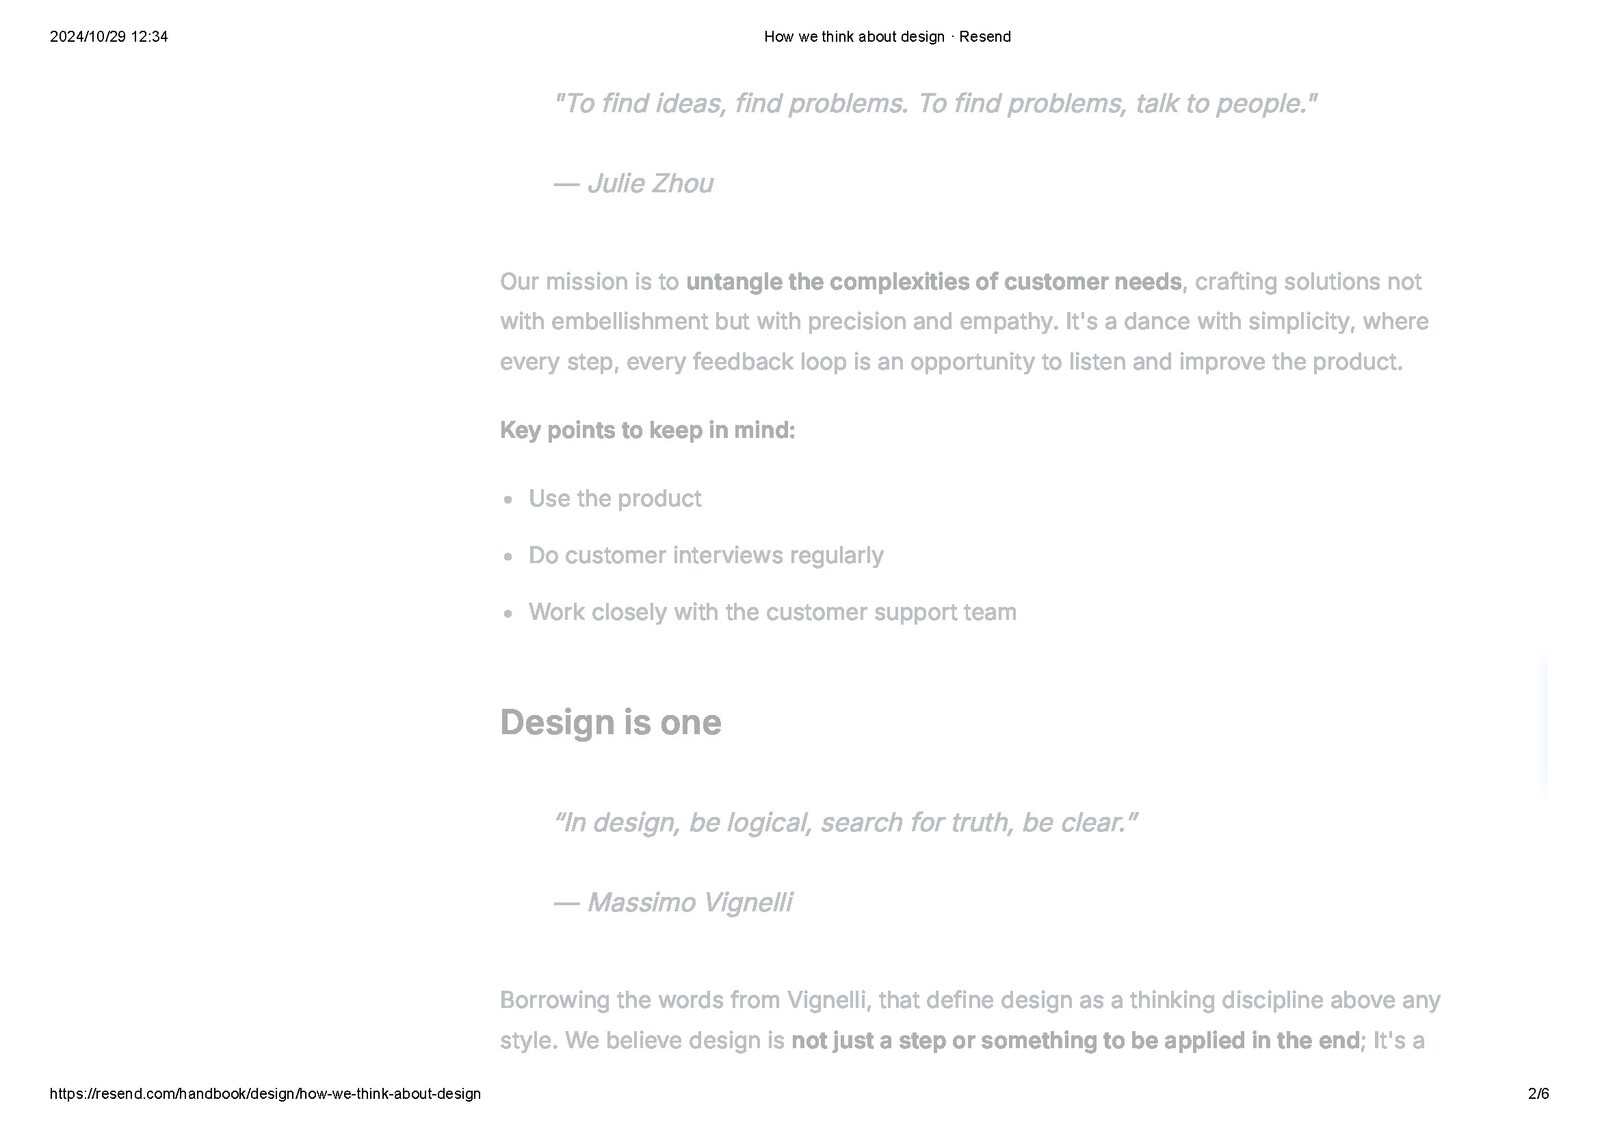 2024/10/29 12:34
How we think about design · Resend
"To find ideas, find problems. To find problems, talk to people."
— Julie Zhou
Our mission is to untangle the complexities of customer needs, crafting solutions not
with embellishment but with precision and empathy. It's a dance with simplicity, where
every step, every feedback loop is an opportunity to listen and improve the product.
Key points to keep in mind:
• Use the product
• Do customer interviews regularly
• Work closely with the customer support team
Design is one
“In design, be logical, search for truth, be clear.”
— Massimo Vignelli
Borrowing the words from Vignelli, that define design as a thinking discipline above any
style. We believe design is not just a step or something to be applied in the end; It's a
https://resend.com/handbook/design/how-we-think-about-design
2/6